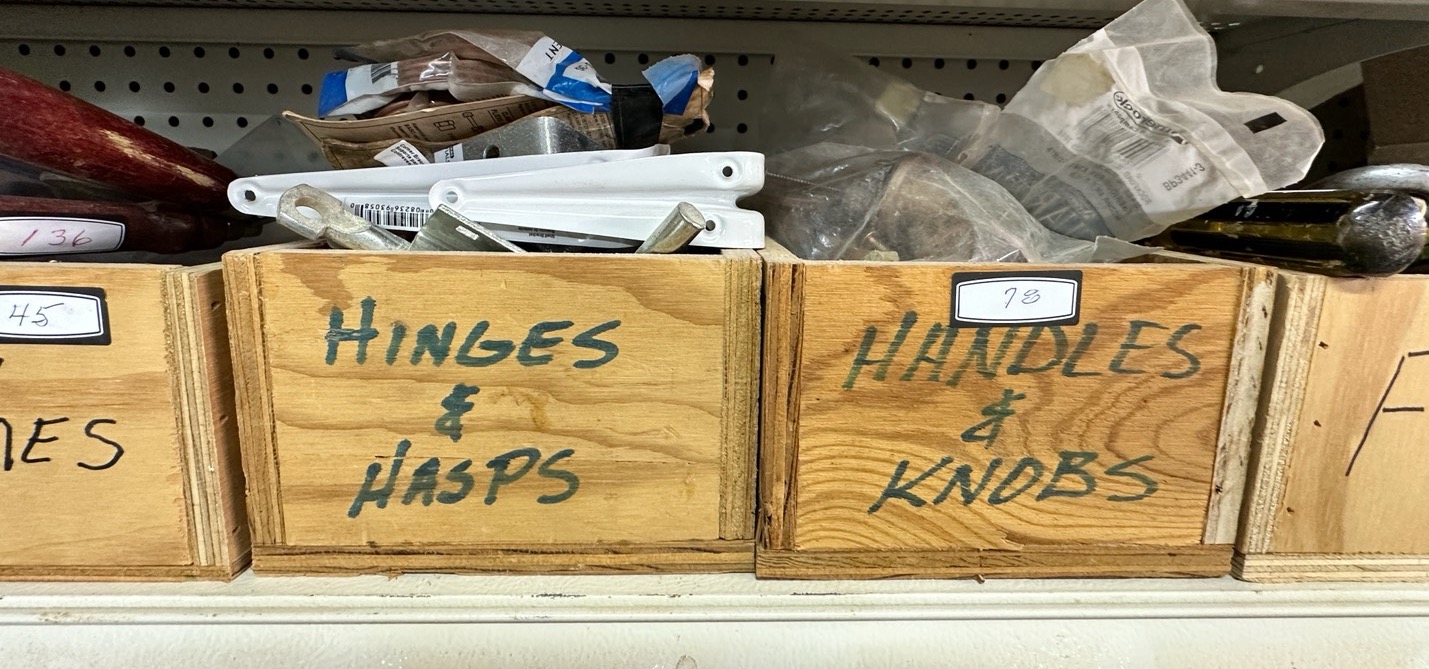 136
45
NES
HINGES
&
HASPS
78
HANDLES
&
KNOBS
F